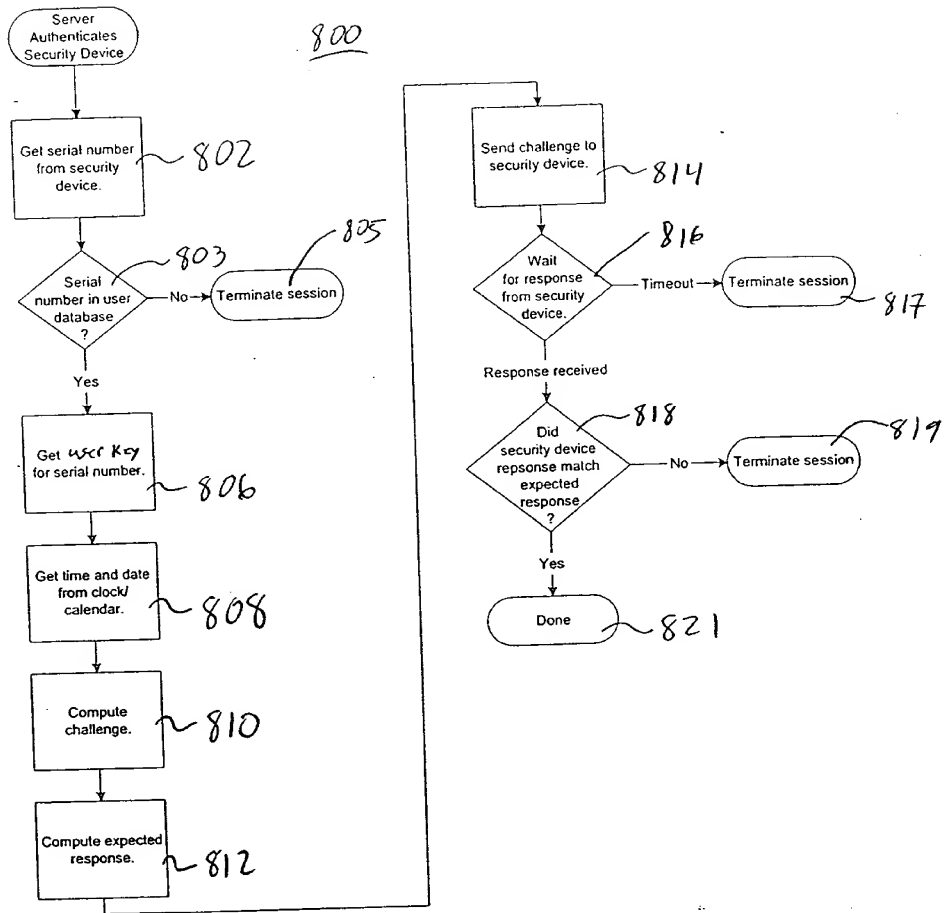 Server
Authenticates
Security Device
800
Get serial number
from security
device.
802
Serial
number in user
database
?
803
No
Terminate session
805
Yes
Get user key
for serial number.
806
Get time and date
from clock/
calendar.
808
Compute
challenge.
810
Compute expected
response.
812
Send challenge to
security device.
814
Wait
for response
from security
device.
816
Timeout
Terminate session
817
Response received
Did
security device
repsonse match
expected
response
?
818
No
Terminate session
819
Yes
Done
821